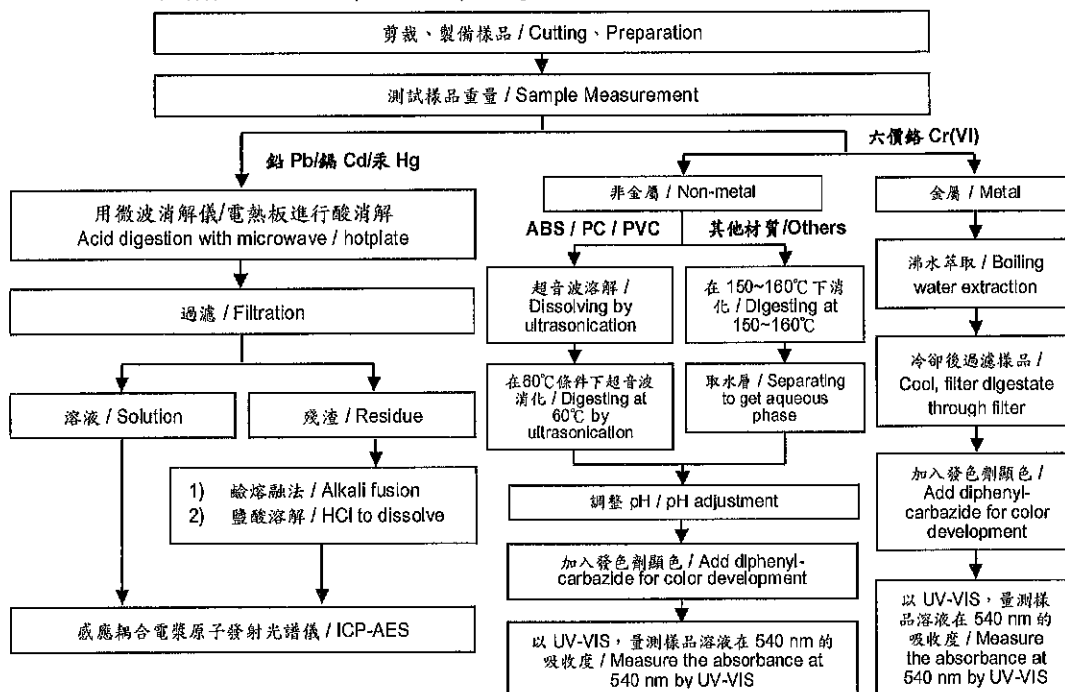 剪裁、製備樣品 / Cutting、Preparation
測試樣品重量 / Sample Measurement
鉛 Pb/鎘 Cd/汞 Hg
六價鉻 Cr(VI)
用微波消解儀/電熱板進行酸消解
Acid digestion with microwave / hotplate
過濾 / Filtration
溶液 / Solution
殘渣 / Residue
1) 鹼熔融法 / Alkali fusion
2) 鹽酸溶解 / HCl to dissolve
感應耦合電漿原子發射光譜儀 / ICP-AES
非金屬 / Non-metal
ABS / PC / PVC
其他材質/Others
超音波溶解 /
Dissolving by
ultrasonication
在 150~160℃下消
化 / Digesting at
150~160℃
在60℃條件下超音波
消化 / Digesting at
60℃ by
ultrasonication
取水層 / Separating
to get aqueous
phase
調整 pH / pH adjustment
加入發色劑顯色 / Add diphenyl-
carbazide for color development
以 UV-VIS，量測樣品溶液在 540 nm 的
吸收度 / Measure the absorbance at
540 nm by UV-VIS
金屬 / Metal
沸水萃取 / Boiling
water extraction
冷卻後過濾樣品 /
Cool, filter digestate
through filter
加入發色劑顯色 /
Add diphenyl-
carbazide for color
development
以 UV-VIS，量測樣
品溶液在 540 nm 的
吸收度 / Measure
the absorbance at
540 nm by UV-VIS